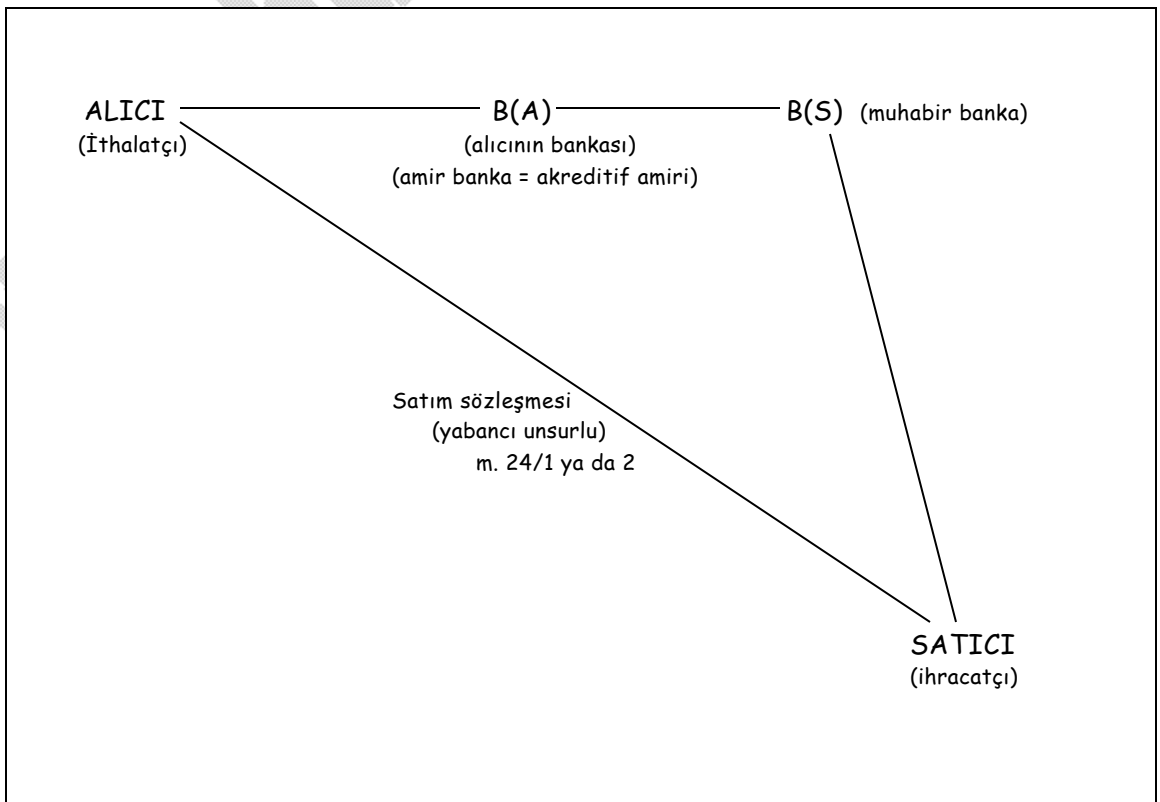 ALICI B(A) B(S) (muhabir banka)
(İthalatçı) (alıcının bankası)
(amir banka = akreditif amiri)
Satım sözleşmesi
(yabancı unsurlu)
m. 24/1 ya da 2
SATICI
(ihracatçı)